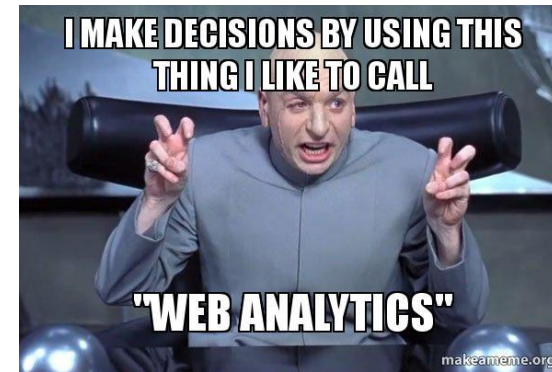 I MAKE DECISIONS BY USING THIS
THING I LIKE TO CALL
"WEB ANALYTICS"
makeameme.org